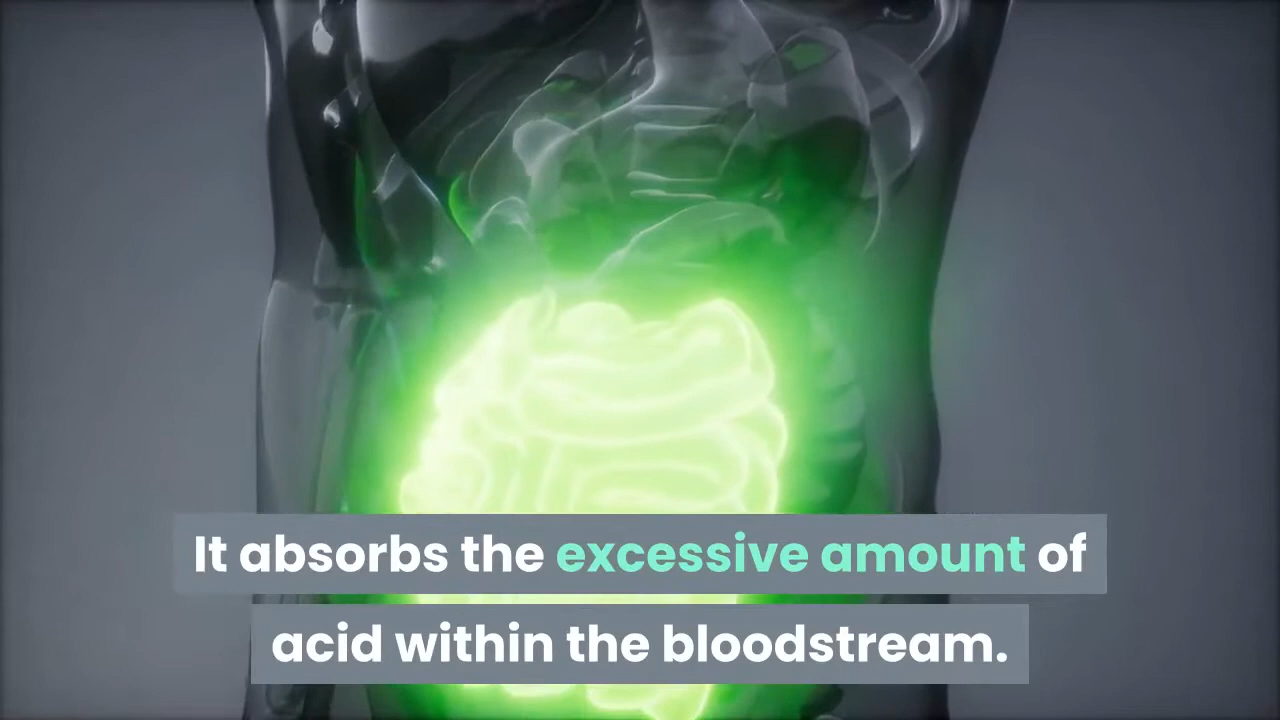 It absorbs the excessive amount of
acid within the bloodstream.